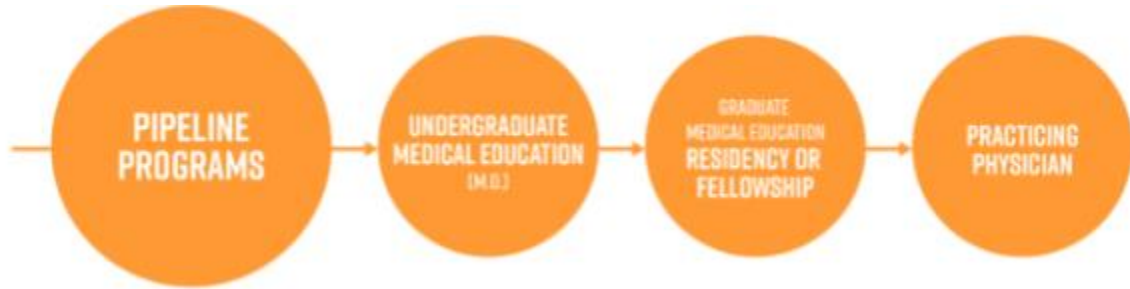 PIPELINE
PROGRAMS
UNDERGRADUATE
MEDICAL EDUCATION
(M.D.)
GRADUATE
MEDICAL EDUCATION
RESIDENCY OR
FELLOWSHIP
PRACTICING
PHYSICIAN